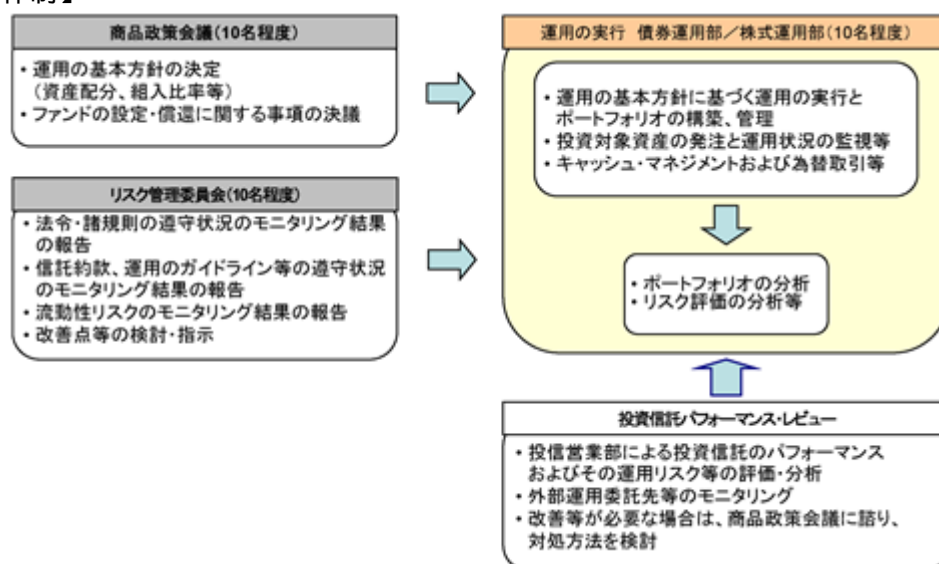 商品政策会議(10名程度)
・運用の基本方針の決定
(資産配分、組入比率等)
・ファンドの設定・償還に関する事項の決議
リスク管理委員会(10名程度)
・法令・諸規則の遵守状況のモニタリング結果
の報告
・信託約款、運用のガイドライン等の遵守状況
のモニタリング結果の報告
・流動性リスクのモニタリング結果の報告
・改善点等の検討・指示
運用の実行 債券運用部/株式運用部(10名程度)
・運用の基本方針に基づく運用の実行と
ポートフォリオの構築、管理
・投資対象資産の発注と運用状況の監視等
・キャッシュ・マネジメントおよび為替取引等
・ポートフォリオの分析
・リスク評価の分析等
投資信託パフォーマンス・レビュー
・投信営業部による投資信託のパフォーマンス
およびその運用リスク等の評価・分析
・外部運用委託先等のモニタリング
・改善等が必要な場合は、商品政策会議に諮り、
対処方法を検討